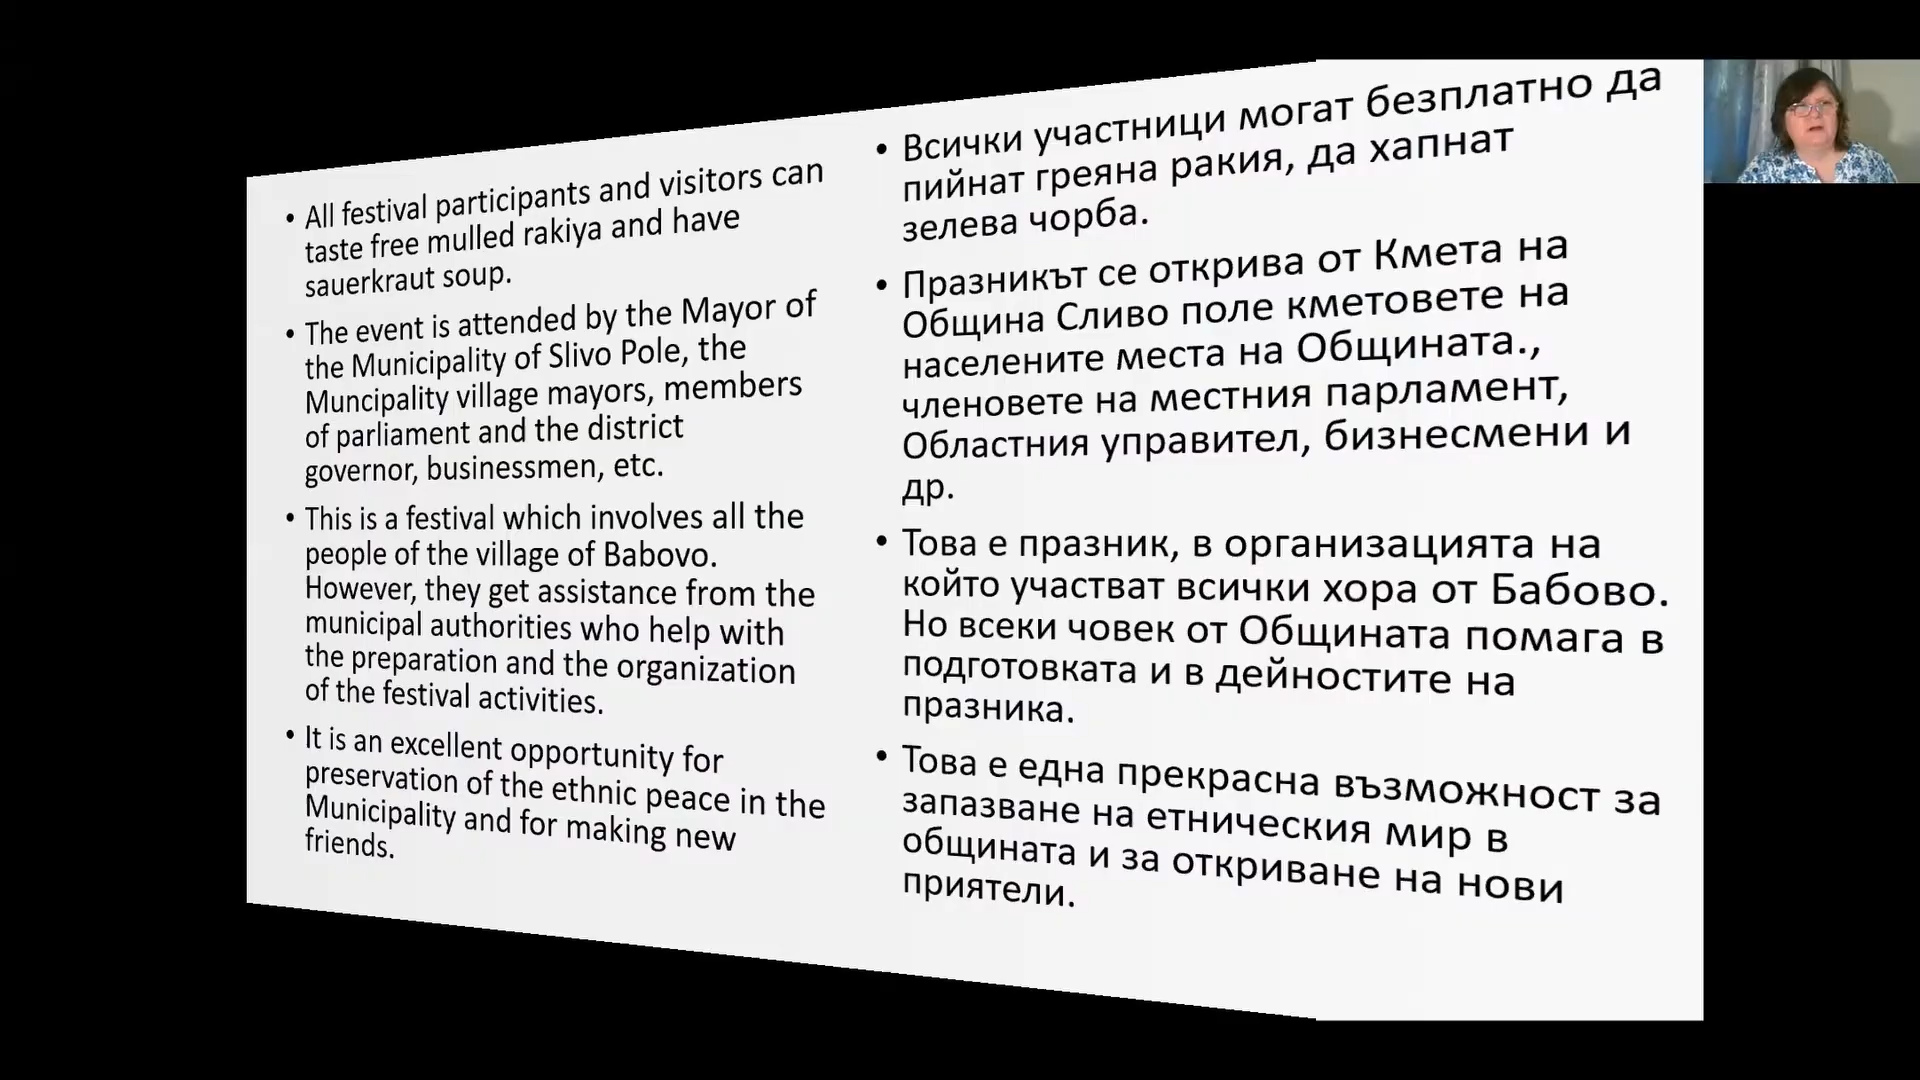 • All festival participants and visitors can
taste free mulled rakiya and have
sauerkraut soup.
• The event is attended by the Mayor of
the Municipality of Slivo Pole, the
Muncipality village mayors, members
of parliament and the district
governor, businessmen, etc.
• This is a festival which involves all the
people of the village of Babovo.
However, they get assistance from the
municipal authorities who help with
the preparation and the organization
of the festival activities.
• It is an excellent opportunity for
preservation of the ethnic peace in the
Municipality and for making new
friends.
• Всички участници могат безплатно да
пийнат греяна ракия, да хапнат
зелева чорба.
• Празникът се открива от Кмета на
Община Сливо поле кметовете на
населените места на Общината.,
членовете на местния парламент,
Областния управител, бизнесмени и
др.
• Това е празник, в организацията на
който участват всички хора от Бабово.
Но всеки човек от Общината помага в
подготовката и в дейностите на
празника.
• Това е една прекрасна възможност за
запазване на етническия мир в
общината и за откриване на нови
приятели.